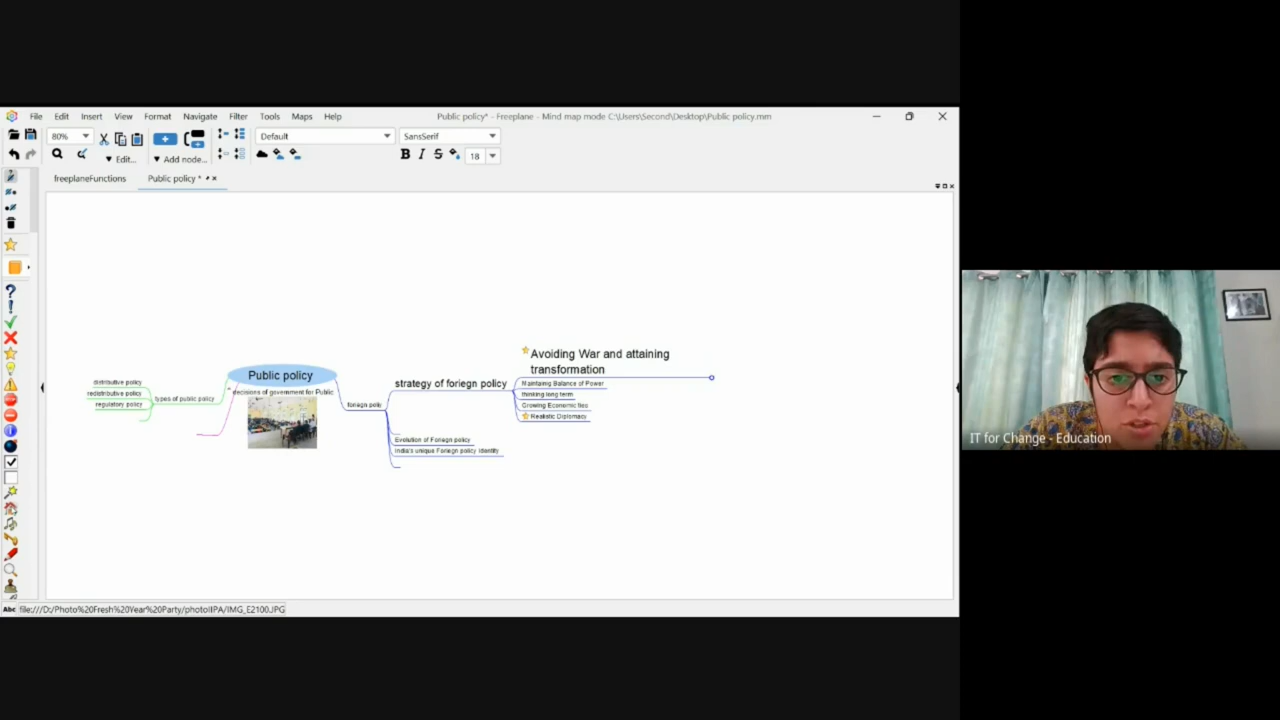 File Edit Insert View Format Navigate Filter Tools Maps Help
Public policy* - Freeplane - Mind map mode C:\Users\Second\Desktop\Public policy.mm
80%
Default
SansSerif
Edit...
Add node...
B I S
18
freeplaneFunctions
Public policy *
Avoiding War and attaining
transformation
Public policy
decisions of government for Public
distributive policy
redistributive policy
regulatory policy
types of public policy
foriegn poliy
strategy of foriegn policy
Maintaing Balance of Power
thinking long term
Growing Economic ties
Realistic Diplomacy
Evolution of Foriegn policy
India's unique Foriegn policy Identity
IT for Change - Education
Abc file:///D:/Photo%20Fresh%20Year%20Party/photoIIPA/IMG_E2100.JPG